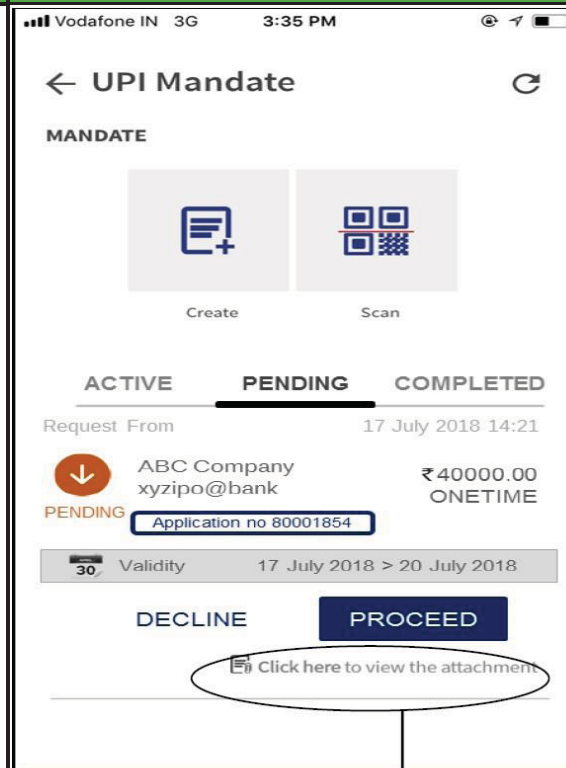 Vodafone IN 3G 3:35 PM
← UPI Mandate
MANDATE
Create Scan
ACTIVE PENDING COMPLETED
Request From 17 July 2018 14:21
ABC Company ₹40000.00
xyzipo@bank ONETIME
PENDING
Application no 80001854
30 Validity 17 July 2018 > 20 July 2018
DECLINE PROCEED
Click here to view the attachment